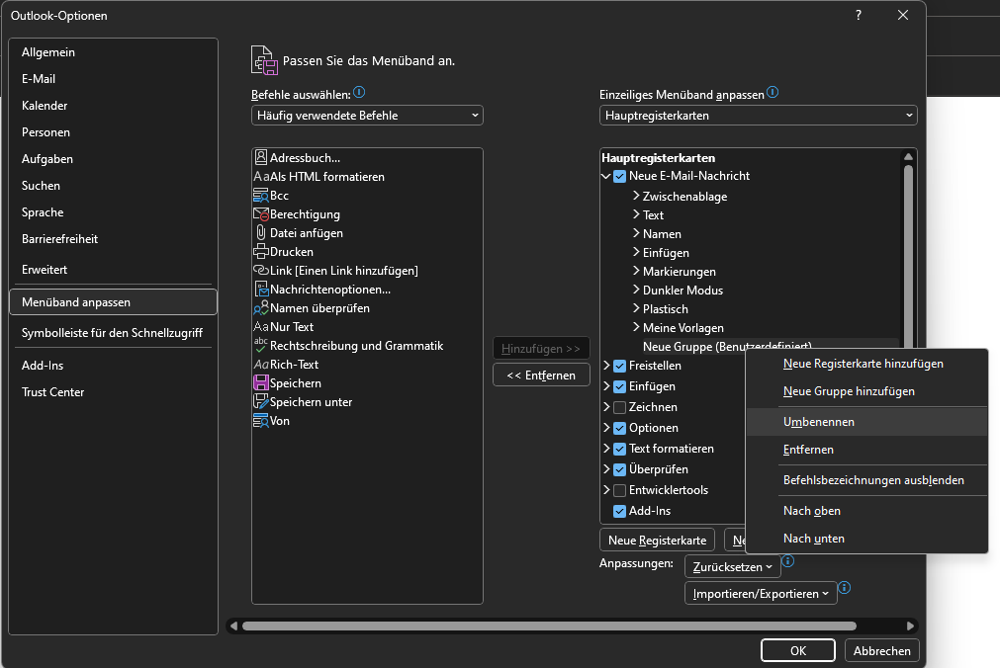 Outlook-Optionen
?
Allgemein
E-Mail
Kalender
Personen
Aufgaben
Suchen
Sprache
Barrierefreiheit
Erweitert
Menüband anpassen
Symbolleiste für den Schnellzugriff
Add-Ins
Trust Center
Passen Sie das Menüband an.
Befehle auswählen:
Häufig verwendete Befehle
Adressbuch...
Als HTML formatieren
Bcc
Berechtigung
Datei anfügen
Drucken
Link [Einen Link hinzufügen]
Nachrichtenoptionen...
Namen überprüfen
Nur Text
Rechtschreibung und Grammatik
Rich-Text
Speichern
Speichern unter
Von
Hinzufügen >>
<< Entfernen
Einzeiliges Menüband anpassen
Hauptregisterkarten
Hauptregisterkarten
Neue E-Mail-Nachricht
Zwischenablage
Text
Namen
Einfügen
Markierungen
Dunkler Modus
Plastisch
Meine Vorlagen
Neue Gruppe (Benutzerdefiniert)
Freistellen
Einfügen
Zeichnen
Optionen
Text formatieren
Überprüfen
Entwicklertools
Add-Ins
Neue Registerkarte hinzufügen
Neue Gruppe hinzufügen
Umbenennen
Entfernen
Befehlsbezeichnungen ausblenden
Nach oben
Nach unten
Neue Registerkarte
Anpassungen:
Zurücksetzen
Importieren/Exportieren
OK
Abbrechen